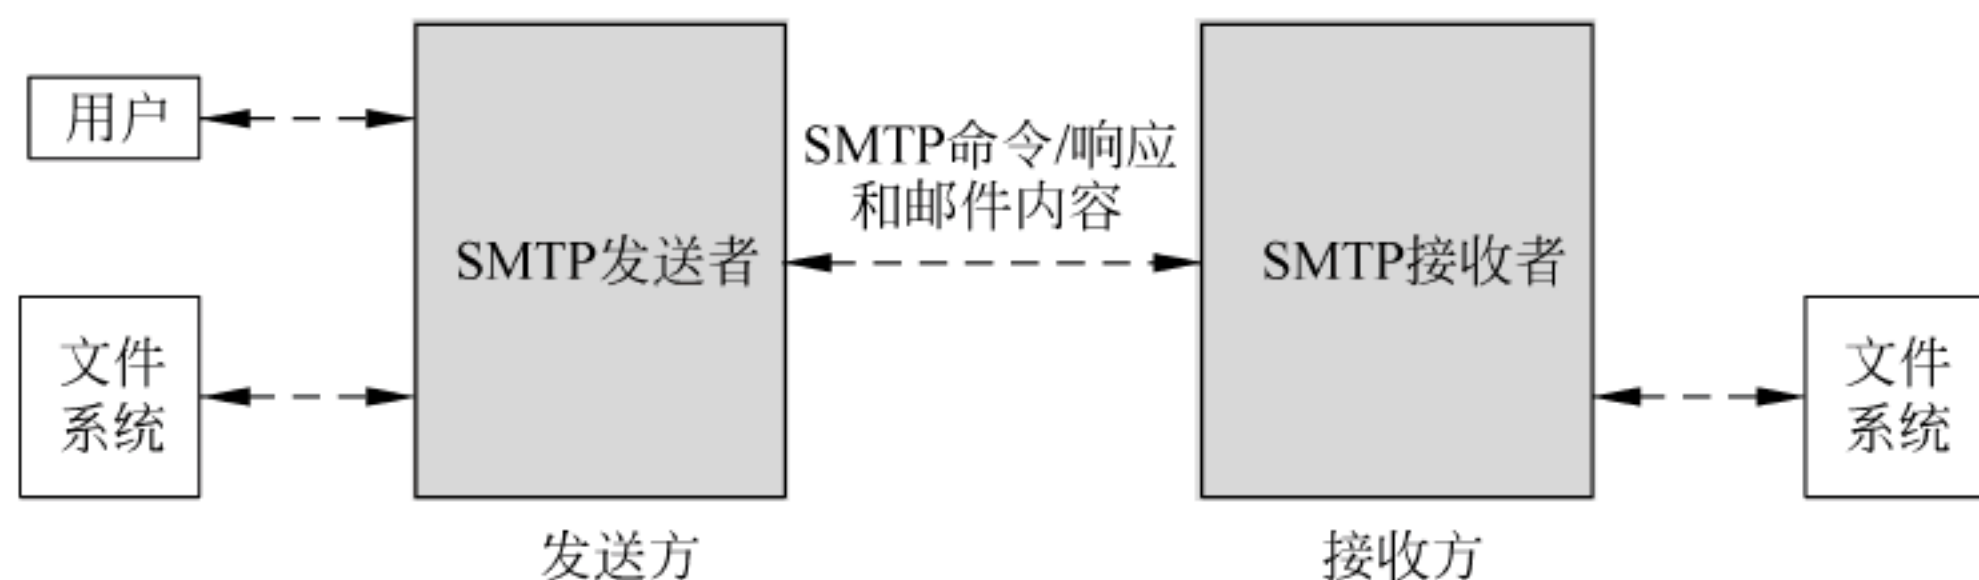 用户
SMTP命令/响应
和邮件内容
SMTP发送者
SMTP接收者
文件
系统
文件
系统
发送方
接收方